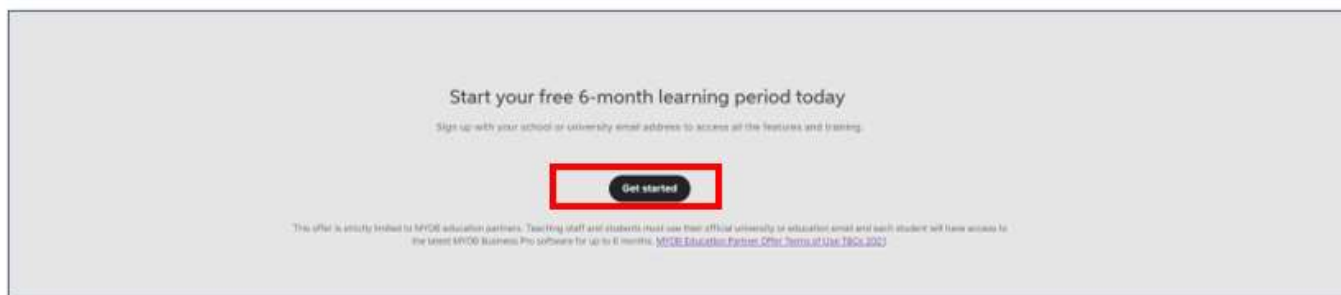 Start your free 6-month learning period today
Sign up with your school or university email address to access all the features and training.
Get started
This offer is strictly limited to MYOB education partners. Teaching staff and students must use their official university or education email and each student will have access to
the latest MYOB Business Pro software for up to 6 months. MYOB Education Partner Offer Terms of Use T&Cs 2021